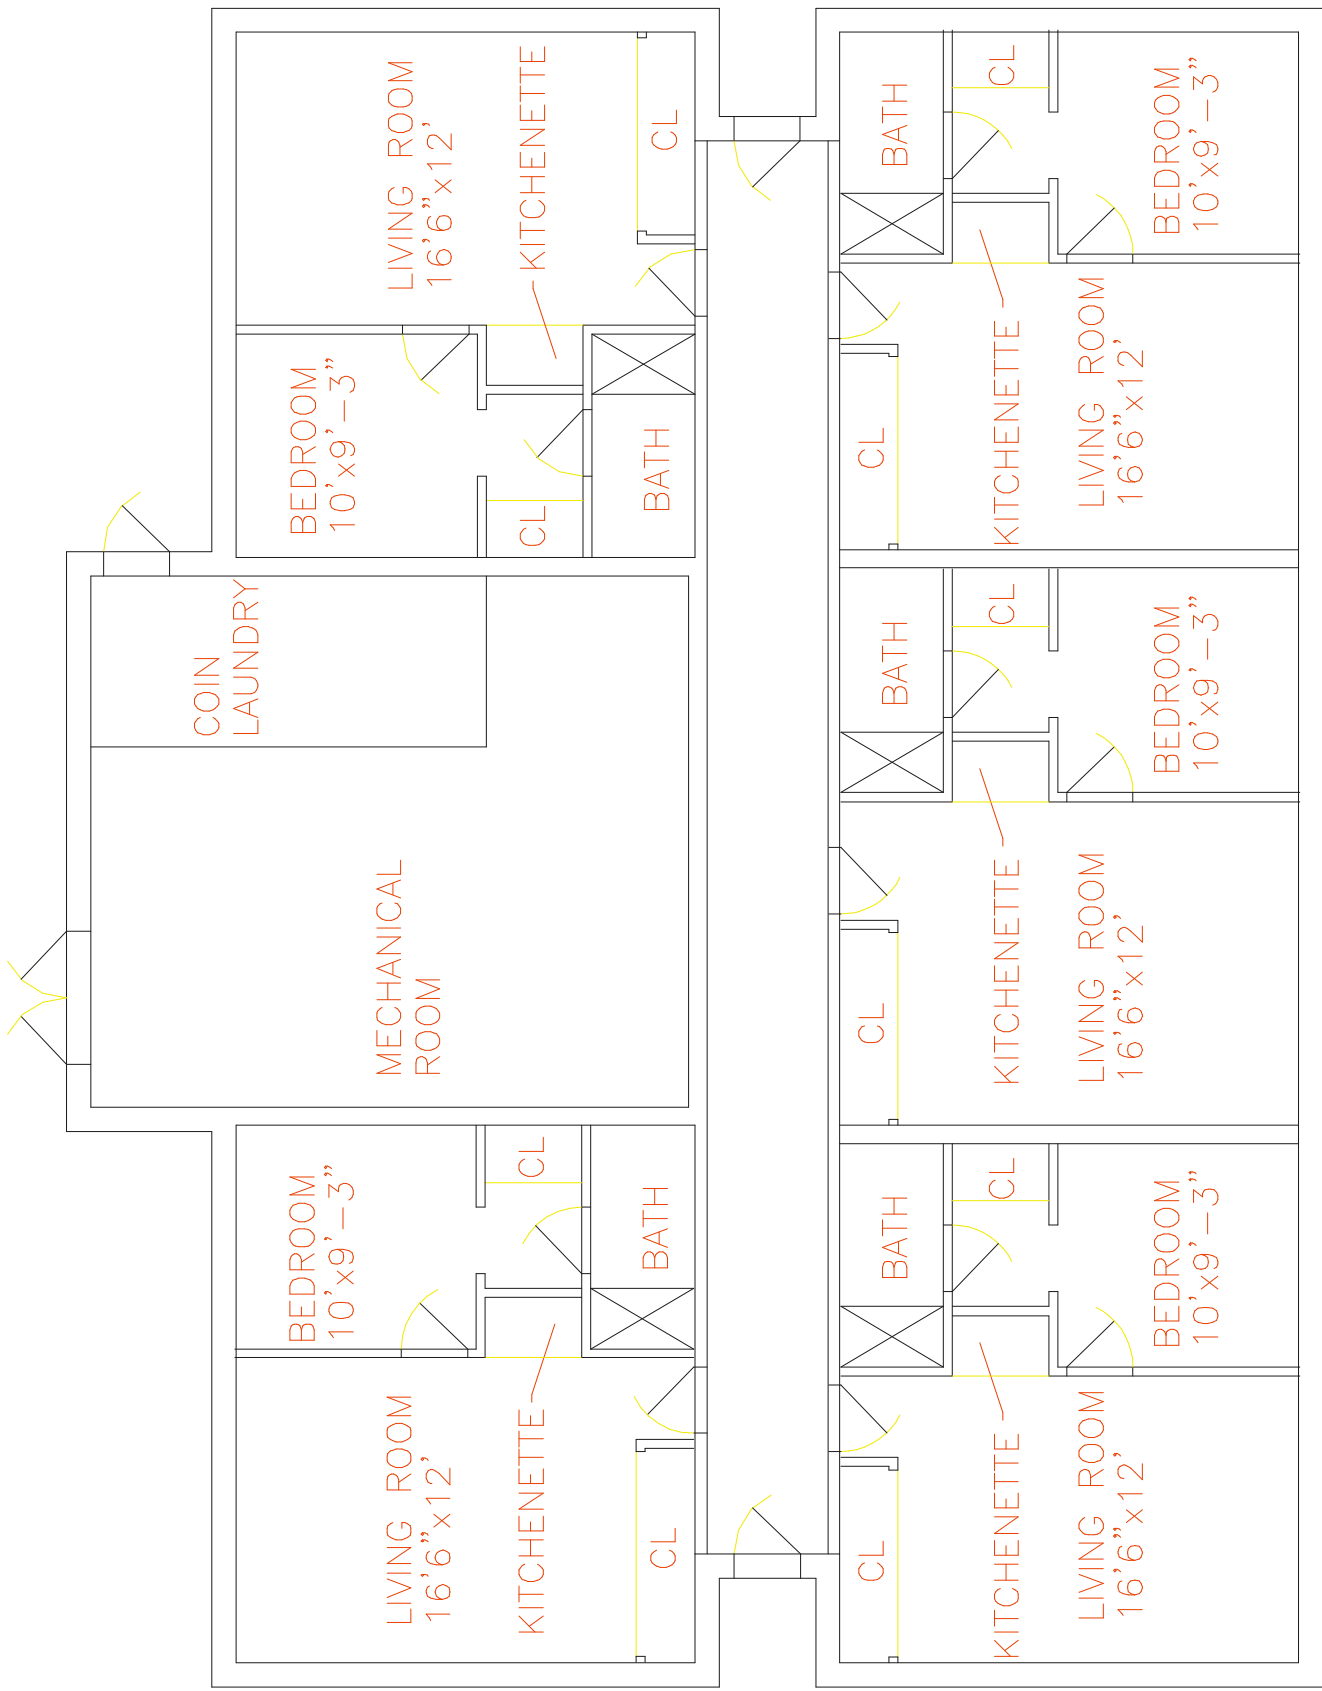 COIN
LAUNDRY
MECHANICAL
ROOM
BEDROOM
10'x9'-3"
CL
BATH
LIVING ROOM
16'6"x12'
KITCHENETTE
CL
BEDROOM
10'x9'-3"
CL
BATH
LIVING ROOM
16'6"x12'
KITCHENETTE
CL
CL
KITCHENETTE
LIVING ROOM
16'6"x12'
BATH
CL
BEDROOM
10'x9'-3"
CL
KITCHENETTE
LIVING ROOM
16'6"x12'
BATH
CL
BEDROOM
10'x9'-3"
CL
KITCHENETTE
LIVING ROOM
16'6"x12'
BATH
CL
BEDROOM
10'x9'-3"